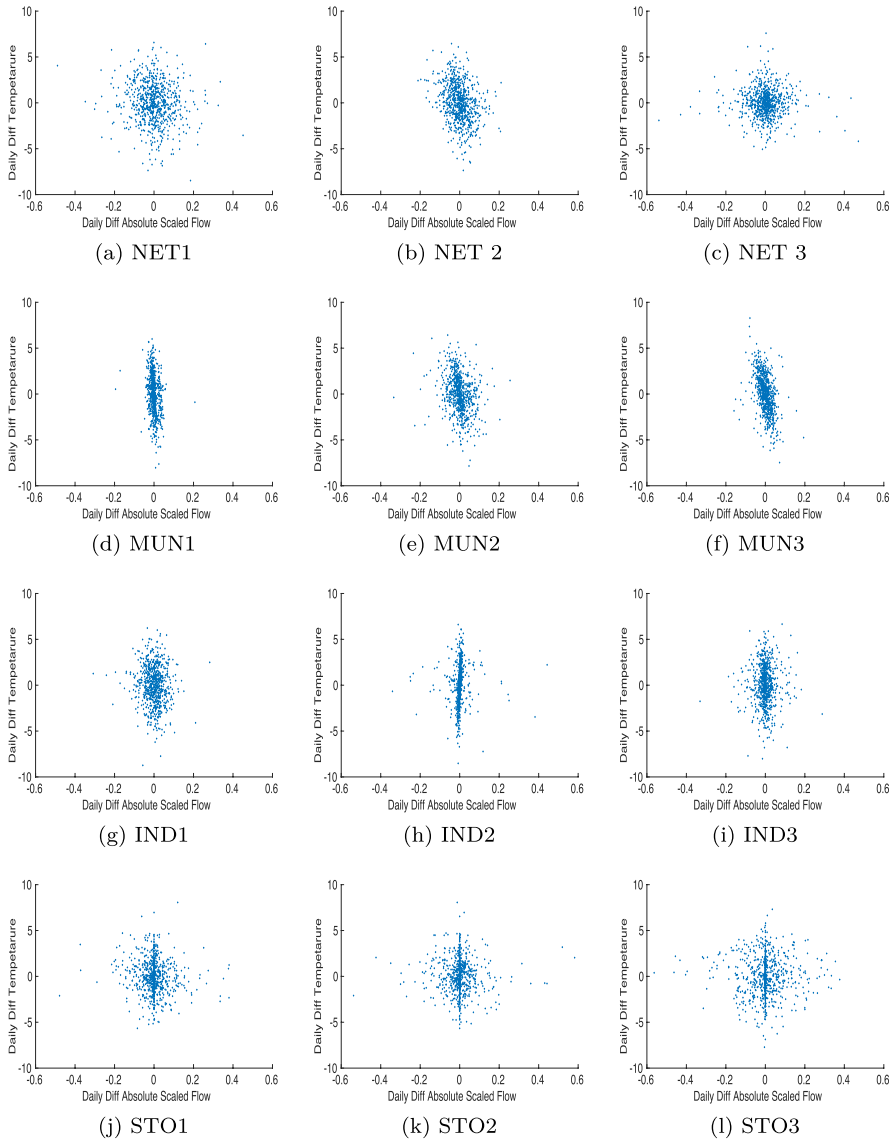 Daily Diff Tempetarure
10
5
0
-5
-10
-0.6 -0.4 -0.2 0 0.2 0.4 0.6
Daily Diff Absolute Scaled Flow
(a) NET1
Daily Diff Tempetarure
10
5
0
-5
-10
-0.6 -0.4 -0.2 0 0.2 0.4 0.6
Daily Diff Absolute Scaled Flow
(b) NET 2
Daily Diff Tempetarure
10
5
0
-5
-10
-0.6 -0.4 -0.2 0 0.2 0.4 0.6
Daily Diff Absolute Scaled Flow
(c) NET 3
Daily Diff Tempetarure
10
5
0
-5
-10
-0.6 -0.4 -0.2 0 0.2 0.4 0.6
Daily Diff Absolute Scaled Flow
(d) MUN1
Daily Diff Tempetarure
10
5
0
-5
-10
-0.6 -0.4 -0.2 0 0.2 0.4 0.6
Daily Diff Absolute Scaled Flow
(e) MUN2
Daily Diff Tempetarure
10
5
0
-5
-10
-0.6 -0.4 -0.2 0 0.2 0.4 0.6
Daily Diff Absolute Scaled Flow
(f) MUN3
Daily Diff Tempetarure
10
5
0
-5
-10
-0.6 -0.4 -0.2 0 0.2 0.4 0.6
Daily Diff Absolute Scaled Flow
(g) IND1
Daily Diff Tempetarure
10
5
0
-5
-10
-0.6 -0.4 -0.2 0 0.2 0.4 0.6
Daily Diff Absolute Scaled Flow
(h) IND2
Daily Diff Tempetarure
10
5
0
-5
-10
-0.6 -0.4 -0.2 0 0.2 0.4 0.6
Daily Diff Absolute Scaled Flow
(i) IND3
Daily Diff Tempetarure
10
5
0
-5
-10
-0.6 -0.4 -0.2 0 0.2 0.4 0.6
Daily Diff Absolute Scaled Flow
(j) STO1
Daily Diff Tempetarure
10
5
0
-5
-10
-0.6 -0.4 -0.2 0 0.2 0.4 0.6
Daily Diff Absolute Scaled Flow
(k) STO2
Daily Diff Tempetarure
10
5
0
-5
-10
-0.6 -0.4 -0.2 0 0.2 0.4 0.6
Daily Diff Absolute Scaled Flow
(l) STO3